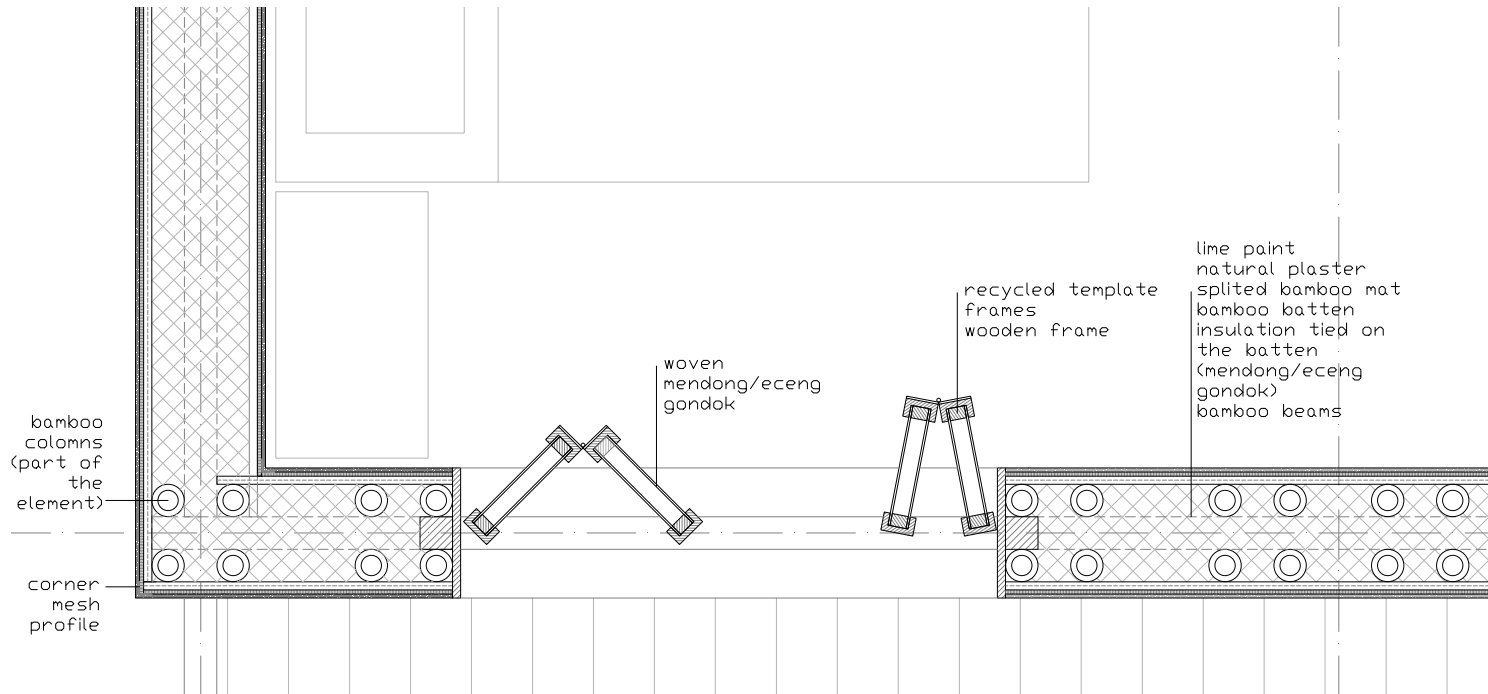 lime paint
natural plaster
splited bamboo mat
bamboo batten
insulation tied on
the batten
(mendong/eceng
gondok)
bamboo beams
recycled template
frames
wooden frame
woven
mendong/eceng
gondok
bamboo
colomns
(part of
the
element)
corner
mesh
profile